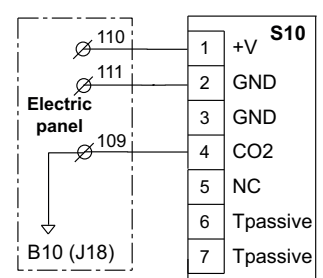 110
111
Electric
panel
109
B10 (J18)
S10
1 +V
2 GND
3 GND
4 CO2
5 NC
6 Tpassive
7 Tpassive